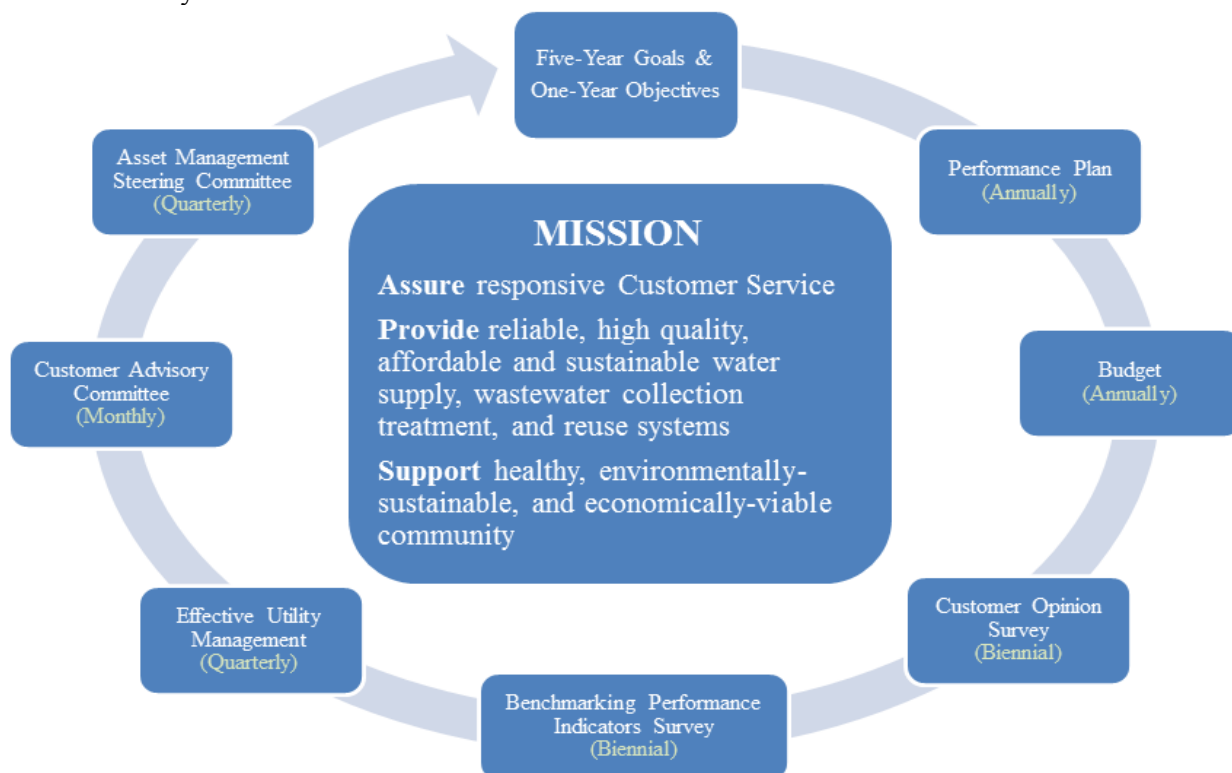 Five-Year Goals &
One-Year Objectives
Performance Plan
(Annually)
Budget
(Annually)
Customer Opinion
Survey
(Biennial)
Benchmarking Performance
Indicators Survey
(Biennial)
Effective Utility
Management
(Quarterly)
Customer Advisory
Committee
(Monthly)
Asset Management
Steering Committee
(Quarterly)
MISSION
Assure responsive Customer Service
Provide reliable, high quality,
affordable and sustainable water
supply, wastewater collection
treatment, and reuse systems
Support healthy, environmentally-
sustainable, and economically-viable
community